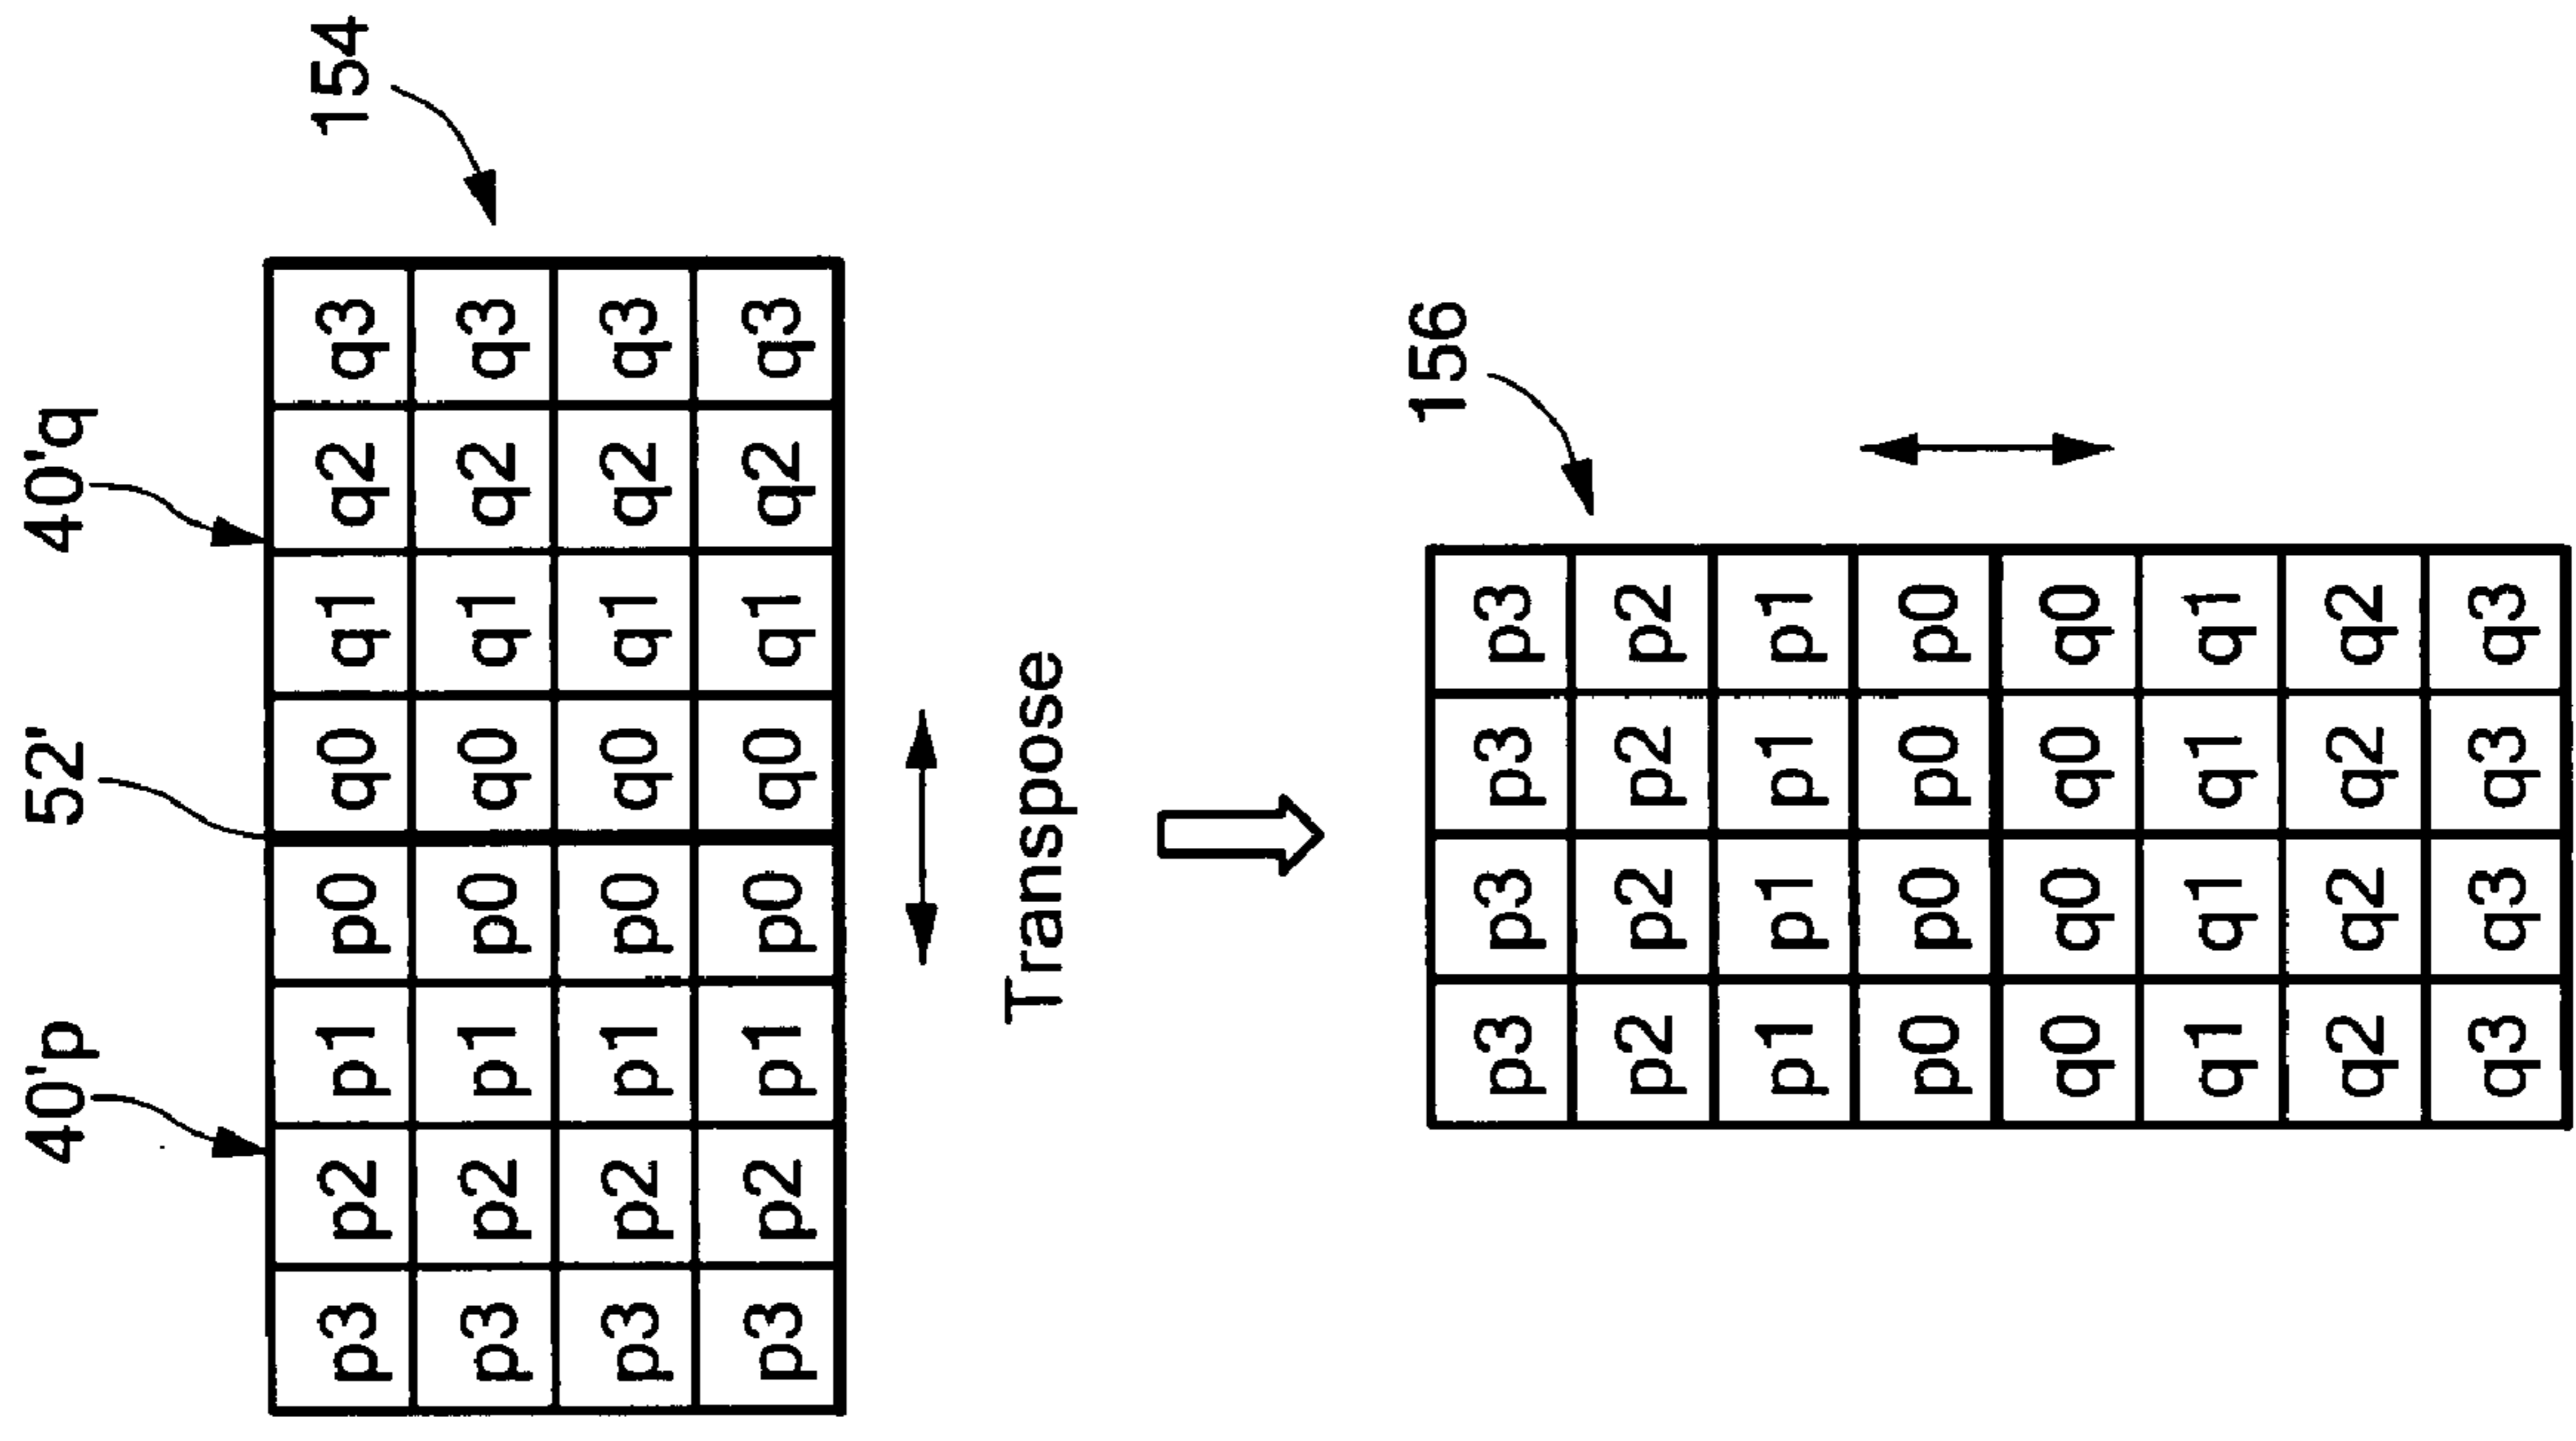 40'p 52' 40'q
154
p3 p2 p1 p0 q0 q1 q2 q3
p3 p2 p1 p0 q0 q1 q2 q3
p3 p2 p1 p0 q0 q1 q2 q3
p3 p2 p1 p0 q0 q1 q2 q3
Transpose
156
p3 p3 p3 p3
p2 p2 p2 p2
p1 p1 p1 p1
p0 p0 p0 p0
q0 q0 q0 q0
q1 q1 q1 q1
q2 q2 q2 q2
q3 q3 q3 q3